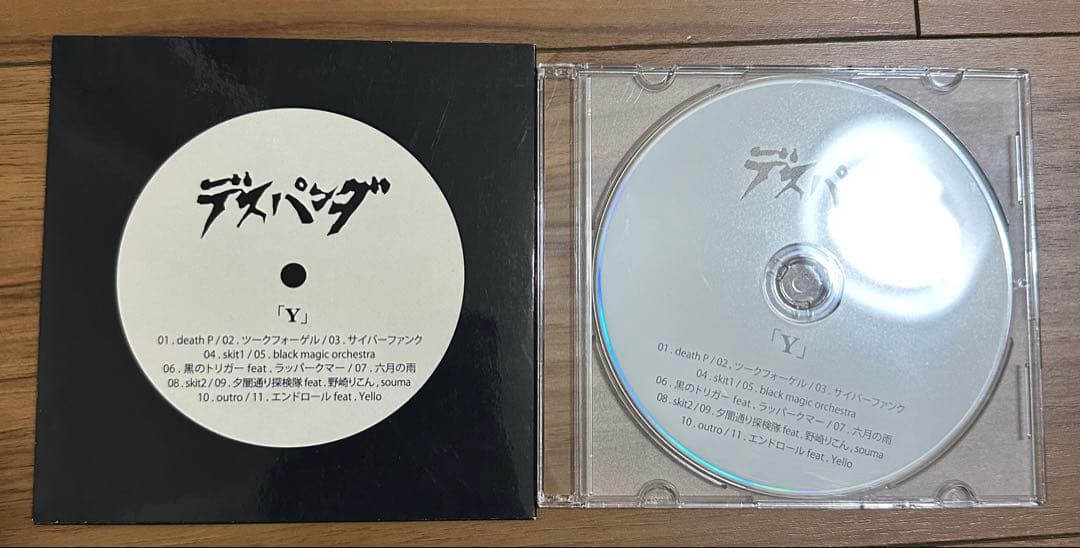 デスパンダ
「Y」
01 . death P / 02 . ツークフォーゲル / 03 . サイバーファンク
04 . skit1 / 05 . black magic orchestra
06 . 黒のトリガー feat . ラッパークマー / 07 . 六月の雨
08 . skit2 / 09 . 夕闇通り探検隊 feat . 野崎りこん , souma
10 . outro / 11 . エンドロール feat . Yello
デスパ
「Y」
01 . death P / 02 . ツークフォーゲル / 03 . サイバーファンク
04 . skit1 / 05 . black magic orchestra
06 . 黒のトリガー feat . ラッパークマー / 07 . 六月の雨
08 . skit2 / 09 . 夕闇通り探検隊 feat . 野崎りこん , souma
10 . outro / 11 . エンドロール feat . Yello